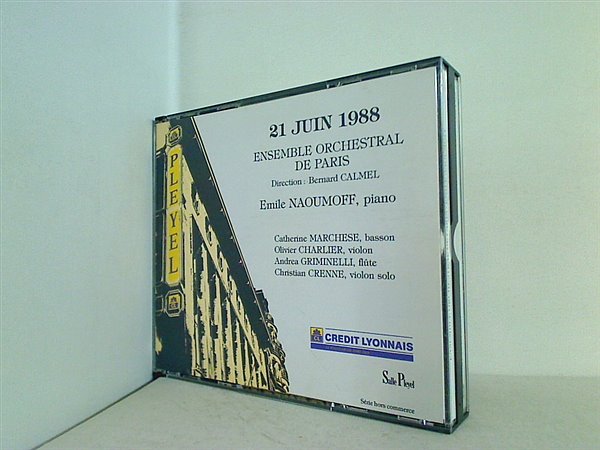 PLEYEL
21 JUIN 1988
ENSEMBLE ORCHESTRAL
DE PARIS
Direction : Bernard CALMEL
Emile NAOUMOFF, piano
Catherine MARCHESE, basson
Olivier CHARLIER, violon
Andrea GRIMINELLI, flûte
Christian CRENNE, violon solo
CREDIT LYONNAIS
Salle Pleyel
Série hors commerce